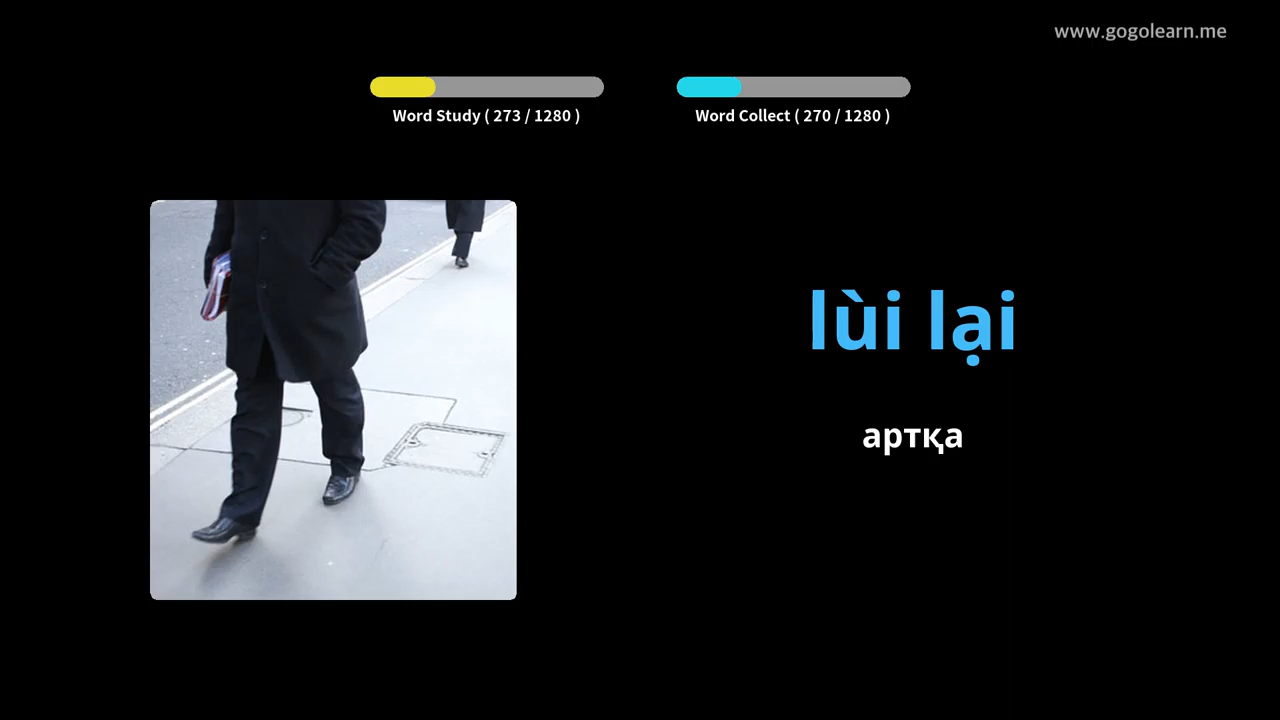 www.gogolearn.me
Word Study ( 273 / 1280 )
Word Collect ( 270 / 1280 )
lùi lại
артқа